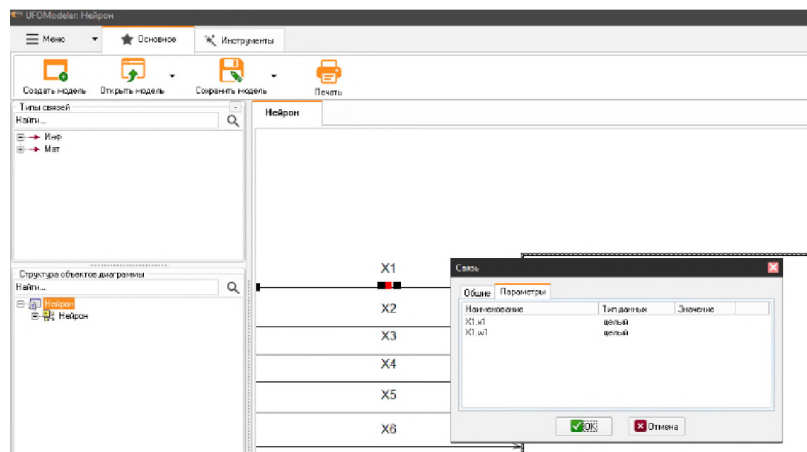 UFOModeler: Нейрон
Меню
Основное
Инструменты
Создать модель
Открыть модель
Сохранить модель
Печать
Типы связей
Найти...
Инф
Мат
Структура объектов диаграммы
Найти...
Нейрон
Нейрон
Нейрон
X1
X2
X3
X4
X5
X6
Связь
Общие
Параметры
Наименование
Тип данных
Значение
X1.x1
целый
X1.w1
целый
OK
Отмена